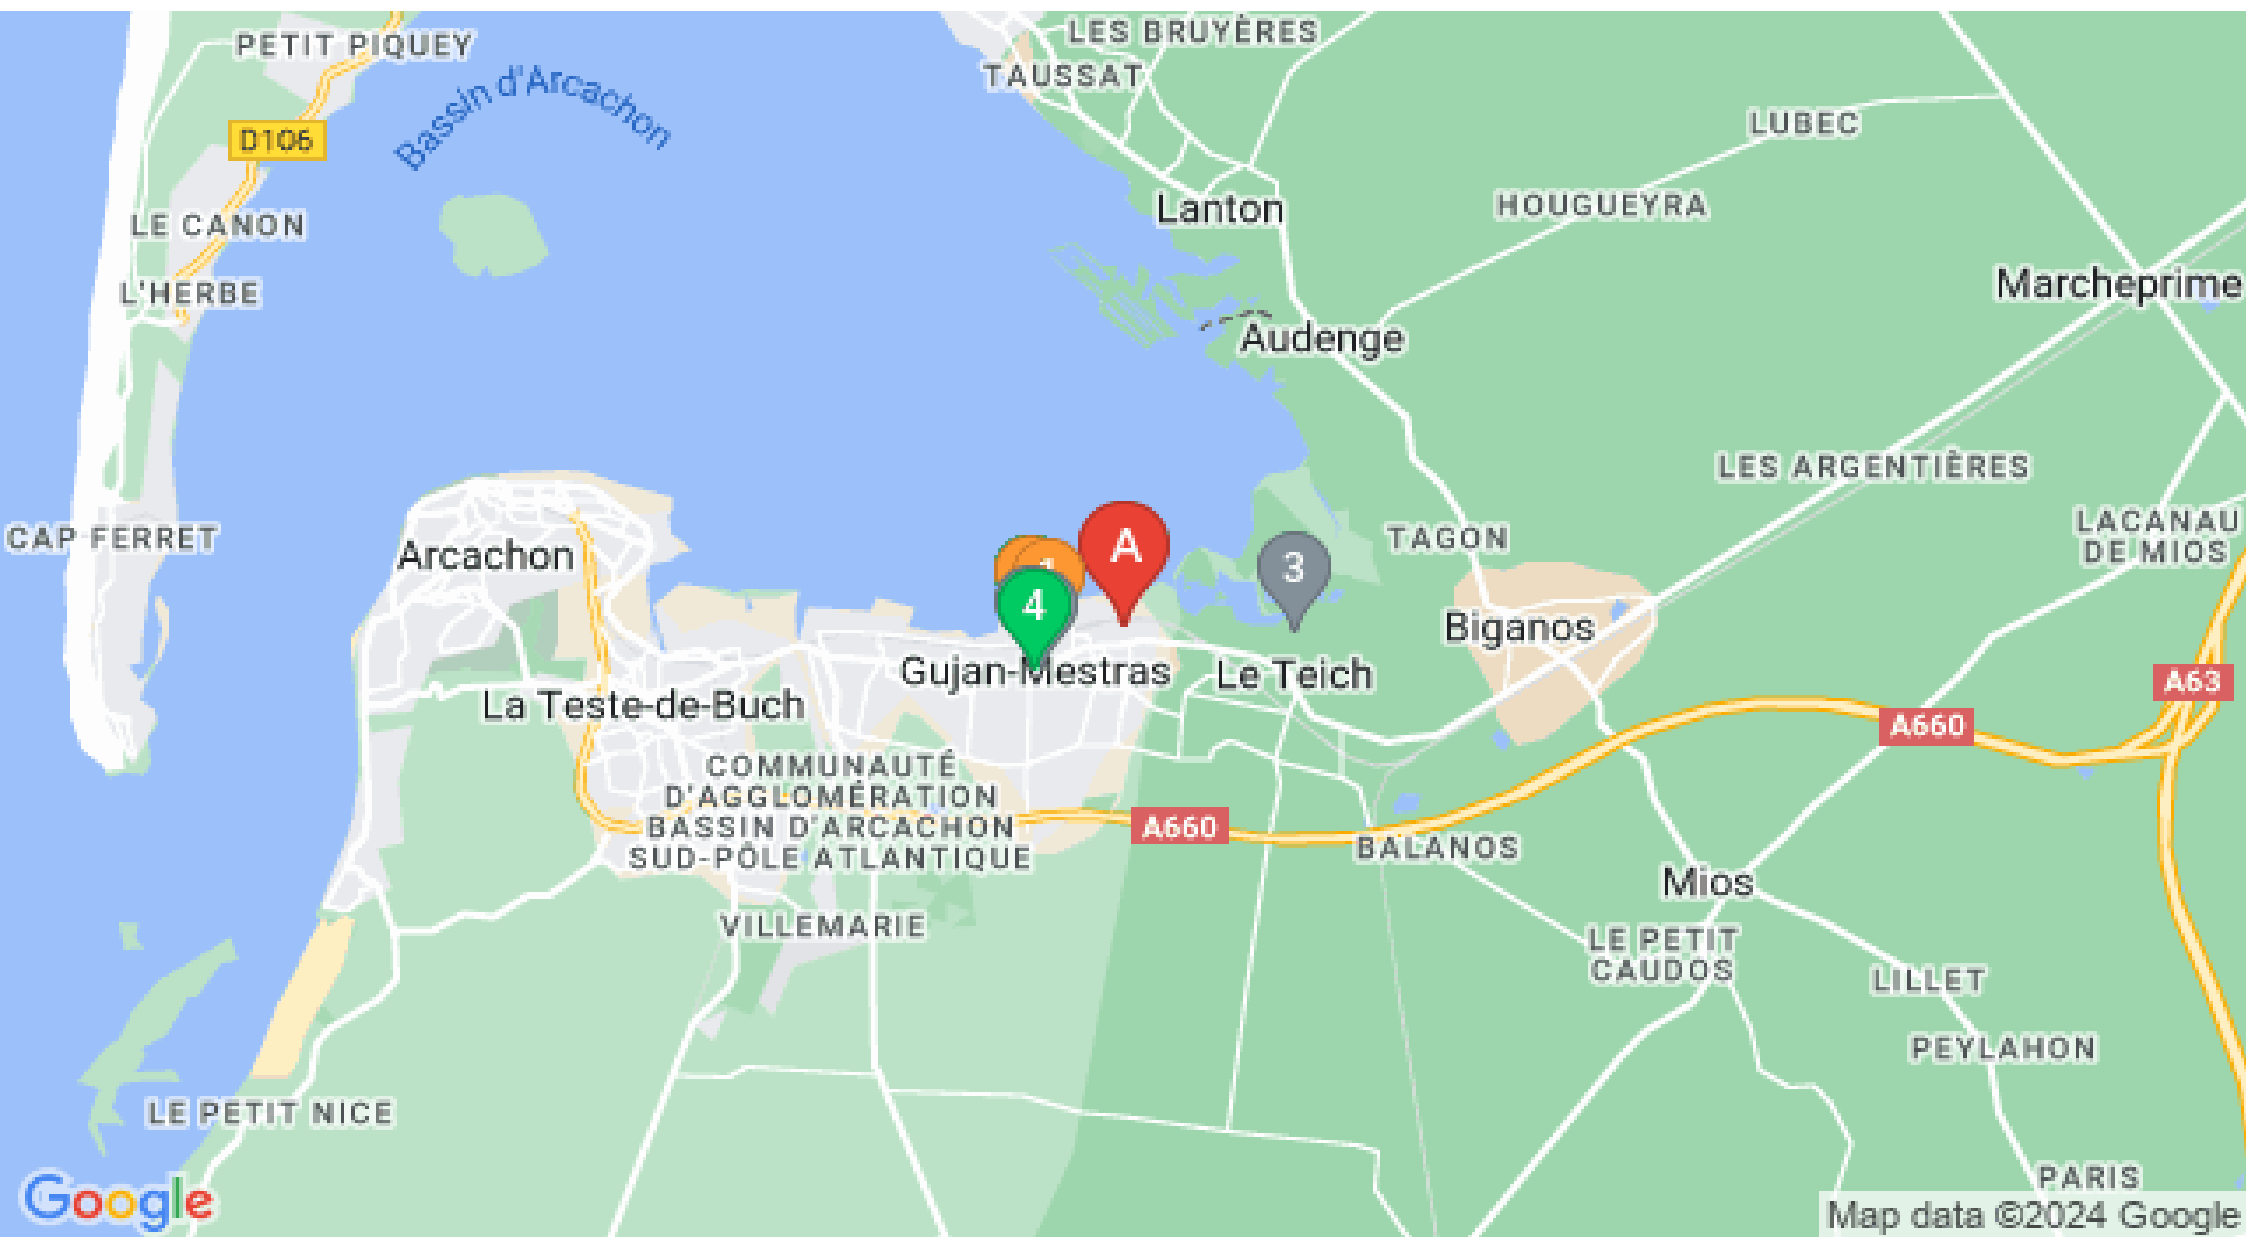 PETIT PIQUEY
Bassin d'Arcachon
LES BRUYÈRES
TAUSSAT
D106
LUBEC
LE CANON
Lanton
HOUGUEYRA
L'HERBE
Marcheprime
Audenge
LES ARGENTIÈRES
CAP FERRET
Arcachon
A
3
TAGON
LACANAU
DE MIOS
1
4
Biganos
Gujan-Mestras
Le Teich
A63
La Teste-de-Buch
A660
COMMUNAUTÉ
D'AGGLOMÉRATION
BASSIN D'ARCACHON
SUD-PÔLE ATLANTIQUE
A660
BALANOS
Mios
VILLEMARIE
LE PETIT
CAUDOS
LILLET
PEYLAHON
LE PETIT NICE
PARIS
Google
Map data ©2024 Google